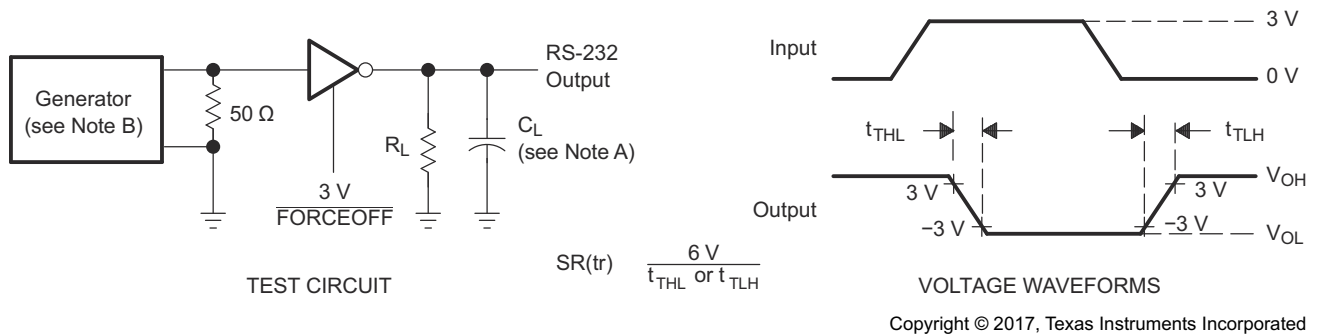 Generator
(see Note B)
50 Ω
3 V
FORCEOFF
R_L
C_L
(see Note A)
RS-232
Output
TEST CIRCUIT
SR(tr) 6 V
t_THL or t_TLH
Input
3 V
0 V
t_THL
t_TLH
Output
3 V
−3 V
3 V
−3 V
V_OH
V_OL
VOLTAGE WAVEFORMS
Copyright © 2017, Texas Instruments Incorporated